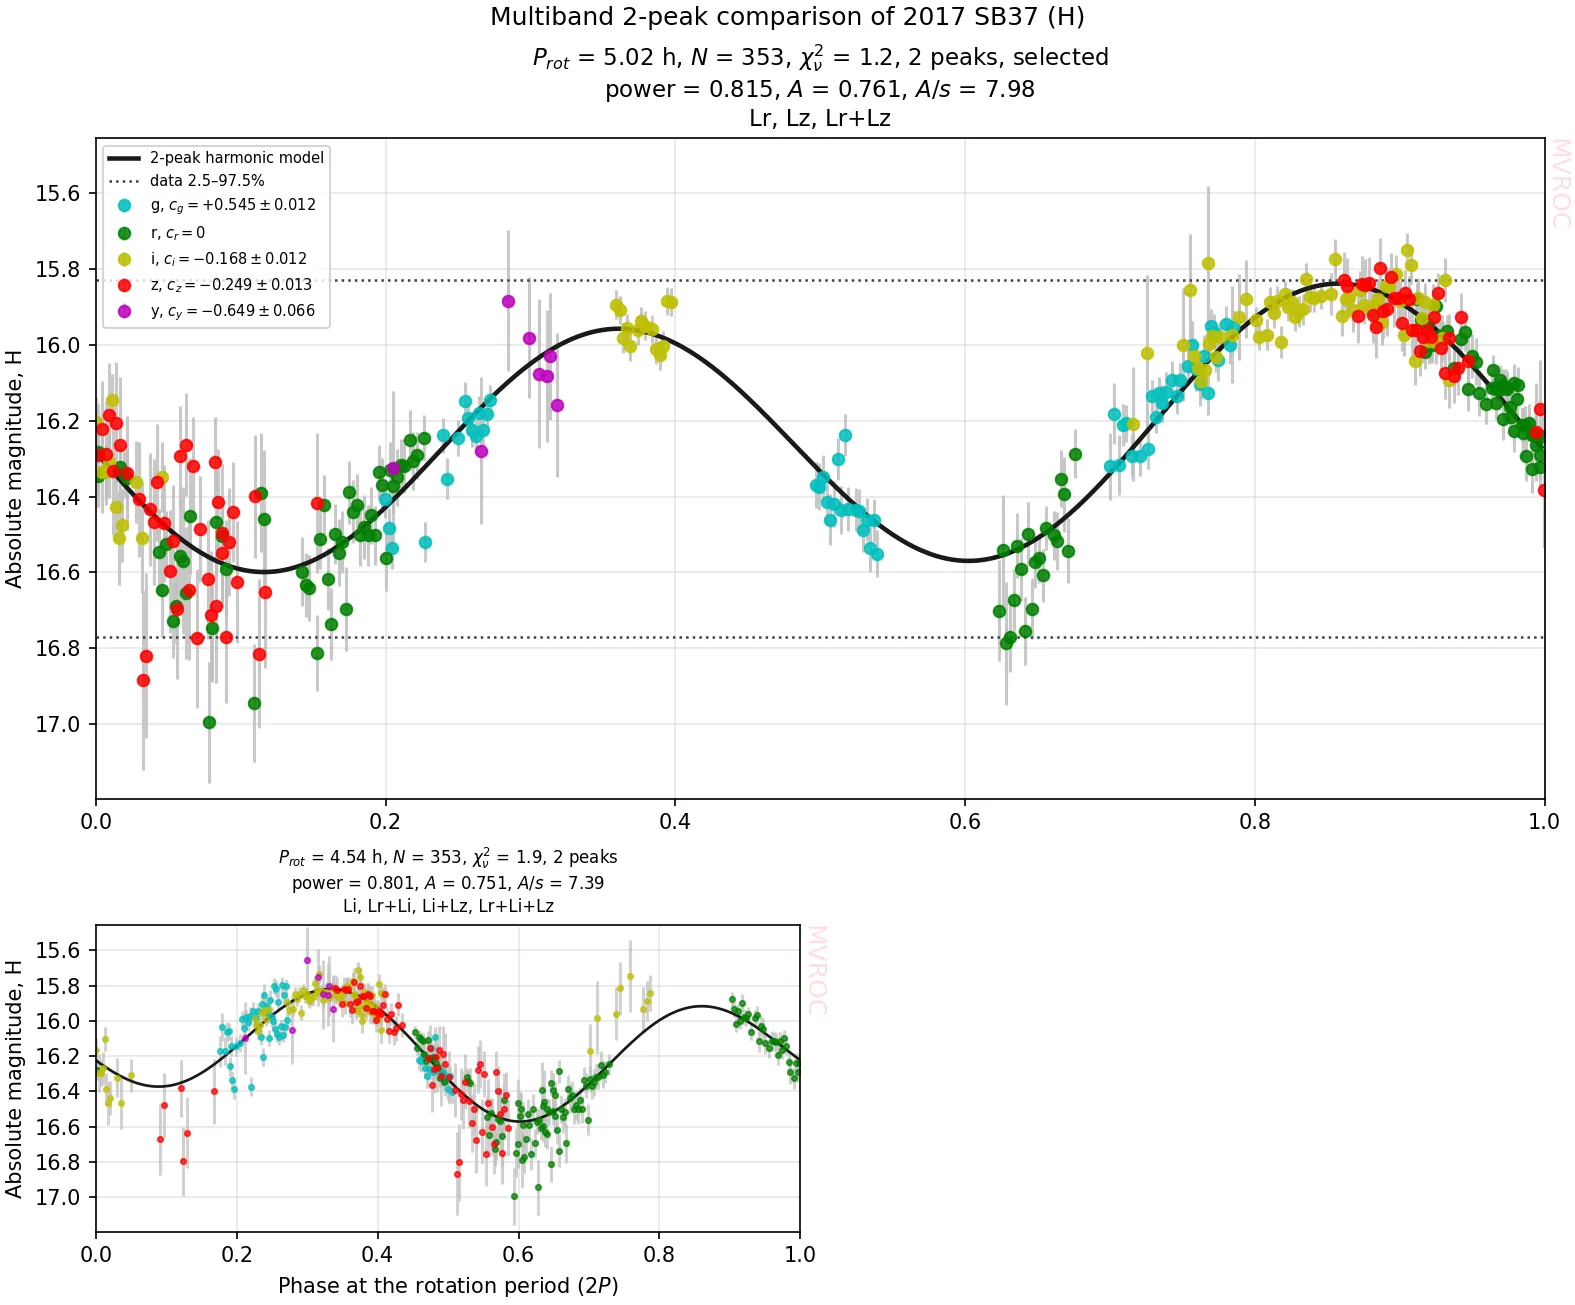 Multiband 2-peak comparison of 2017 SB37 (H)
P_rot = 5.02 h, N = 353, χ²_ν = 1.2, 2 peaks, selected
power = 0.815, A = 0.761, A/s = 7.98
Lr, Lz, Lr+Lz
2-peak harmonic model
data 2.5–97.5%
g, c_g = +0.545 ± 0.012
r, c_r = 0
i, c_i = −0.168 ± 0.012
z, c_z = −0.249 ± 0.013
y, c_y = −0.649 ± 0.066
MVROC
Absolute magnitude, H
15.6
15.8
16.0
16.2
16.4
16.6
16.8
17.0
0.0 0.2 0.4 0.6 0.8 1.0
P_rot = 4.54 h, N = 353, χ²_ν = 1.9, 2 peaks
power = 0.801, A = 0.751, A/s = 7.39
Li, Lr+Li, Li+Lz, Lr+Li+Lz
MVROC
Absolute magnitude, H
15.6
15.8
16.0
16.2
16.4
16.6
16.8
17.0
0.0 0.2 0.4 0.6 0.8 1.0
Phase at the rotation period (2P)